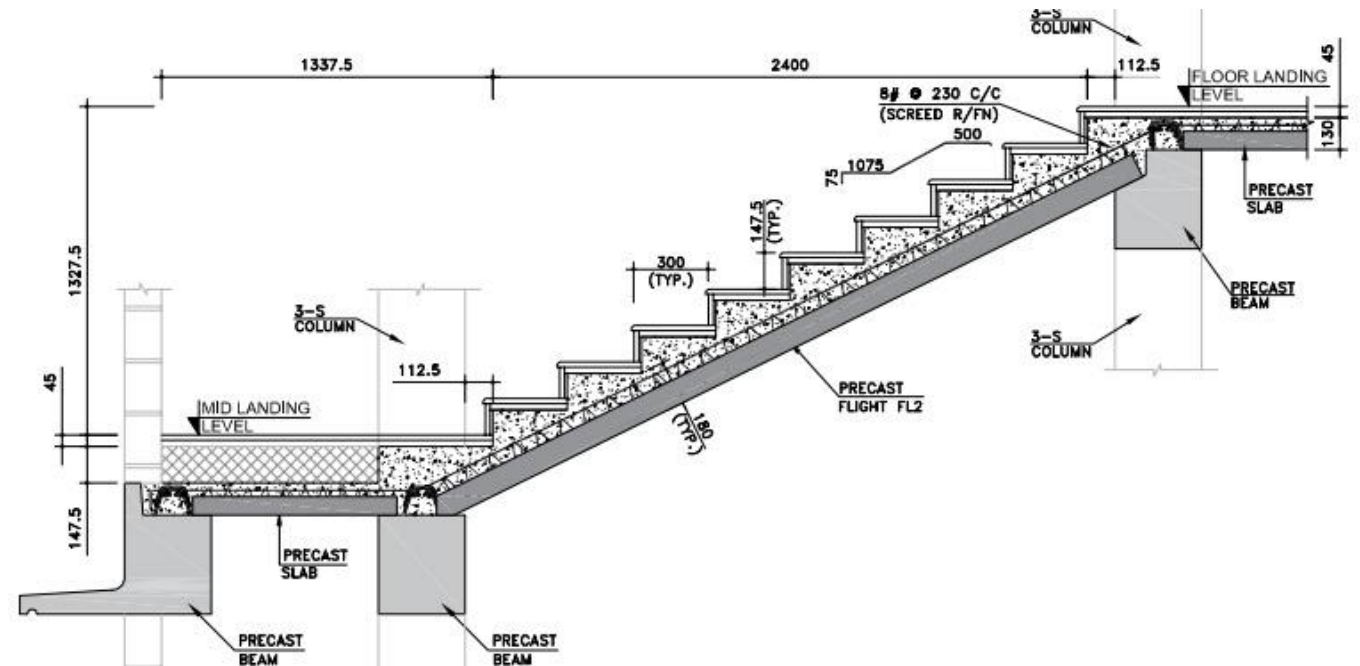 3-S
COLUMN
1337.5
2400
112.5
45
FLOOR LANDING
LEVEL
8# @ 230 C/C
(SCREED R/FN)
130
500
1075
75
PRECAST
SLAB
147.5
(TYP.)
1327.5
300
(TYP.)
PRECAST
BEAM
3-S
COLUMN
3-S
COLUMN
112.5
PRECAST
FLIGHT FL2
45
MID LANDING
LEVEL
180
(TYP.)
147.5
PRECAST
SLAB
PRECAST
BEAM
PRECAST
BEAM